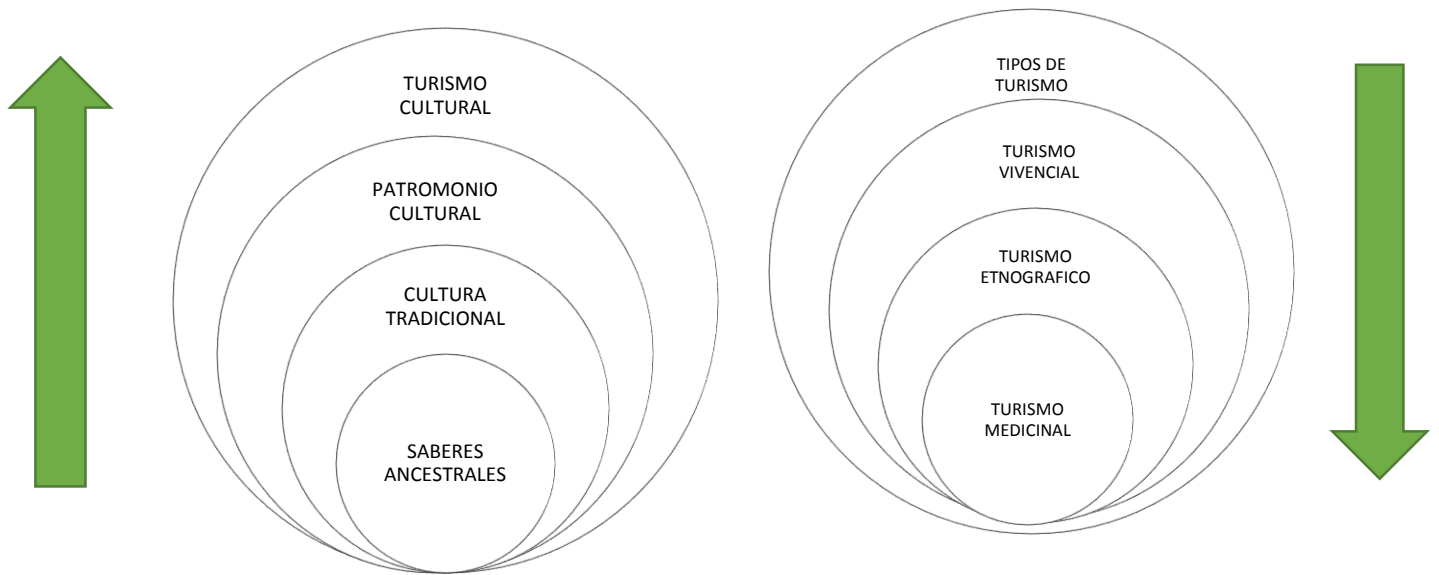 TURISMO
CULTURAL
PATROMONIO
CULTURAL
CULTURA
TRADICIONAL
SABERES
ANCESTRALES
TIPOS DE
TURISMO
TURISMO
VIVENCIAL
TURISMO
ETNOGRAFICO
TURISMO
MEDICINAL